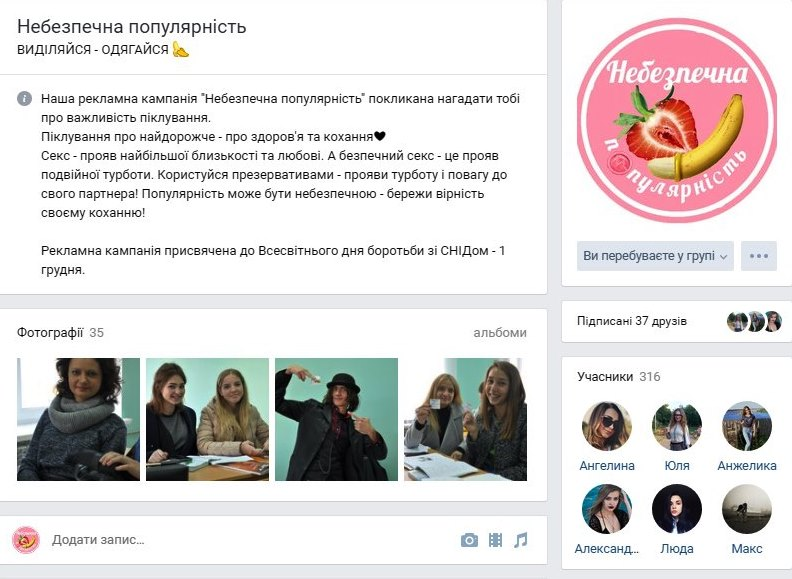 Небезпечна популярність
ВИДІЛЯЙСЯ - ОДЯГАЙСЯ
Наша рекламна кампанія "Небезпечна популярність" покликана нагадати тобі
про важливість піклування.
Піклування про найдорожче - про здоров'я та кохання🖤
Секс - прояв найбільшої близькості та любові. А безпечний секс - це прояв
подвійної турботи. Користуйся презервативами - прояви турботу і повагу до
свого партнера! Популярність може бути небезпечною - бережи вірність
своєму коханню!
Рекламна кампанія присвячена до Всесвітнього дня боротьби зі СНІДом - 1
грудня.
Фотографії 35
альбоми
Додати запис...
Небезпечна
популярність
Ви перебуваєте у групі
Підписані 37 друзів
Учасники 316
Ангелина Юля Анжелика
Александ... Люда Макс